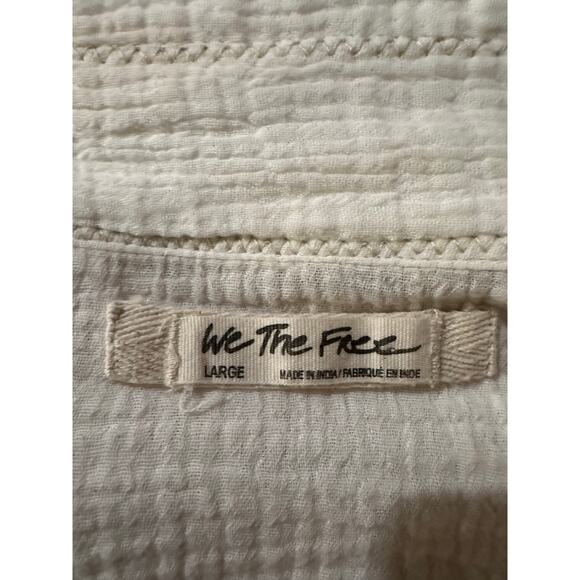 We The Free
LARGE MADE IN INDIA / FABRIQUÉ EN INDE